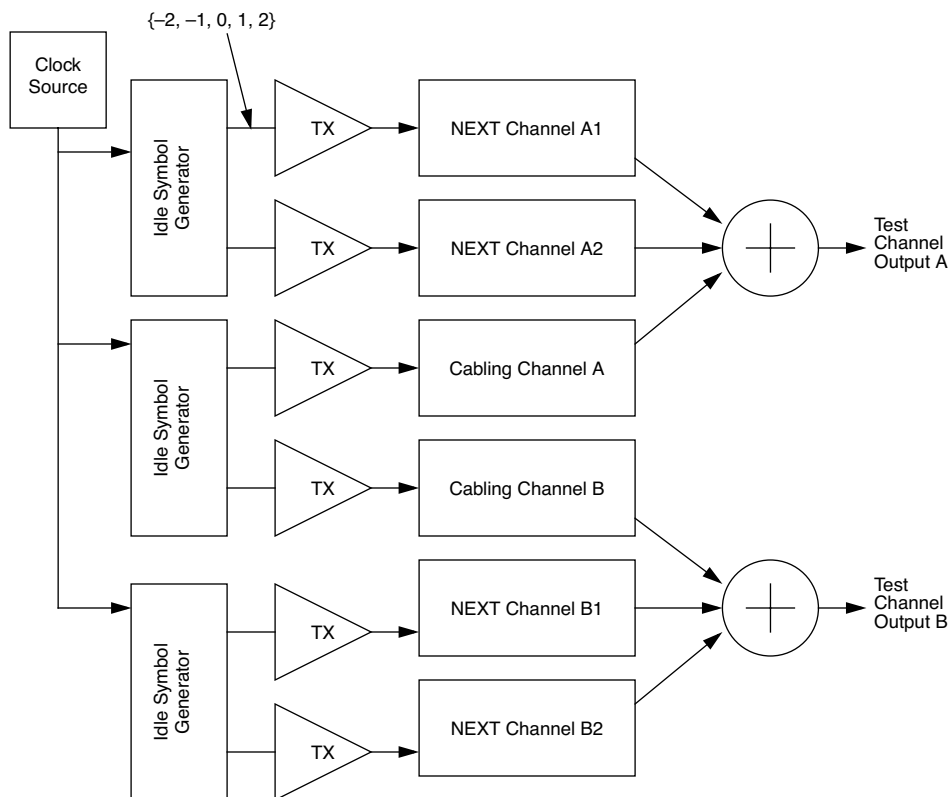 {–2, –1, 0, 1, 2}
Clock
Source
Idle Symbol
Generator
TX
NEXT Channel A1
TX
NEXT Channel A2
Test
Channel
Output A
Idle Symbol
Generator
TX
Cabling Channel A
TX
Cabling Channel B
Idle Symbol
Generator
TX
NEXT Channel B1
Test
Channel
Output B
TX
NEXT Channel B2